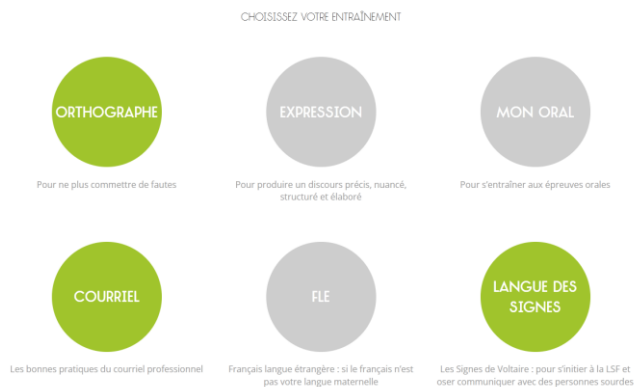 CHOISISSEZ VOTRE ENTRAÎNEMENT
ORTHOGRAPHE
EXPRESSION
MON ORAL
Pour ne plus commettre de fautes
Pour produire un discours précis, nuancé,
structuré et élaboré
Pour s'entraîner aux épreuves orales
COURRIEL
FLE
LANGUE DES
SIGNES
Les bonnes pratiques du courriel professionnel
Français langue étrangère : si le français n'est
pas votre langue maternelle
Les Signes de Voltaire : pour s'initier à la LSF et
oser communiquer avec des personnes sourdes